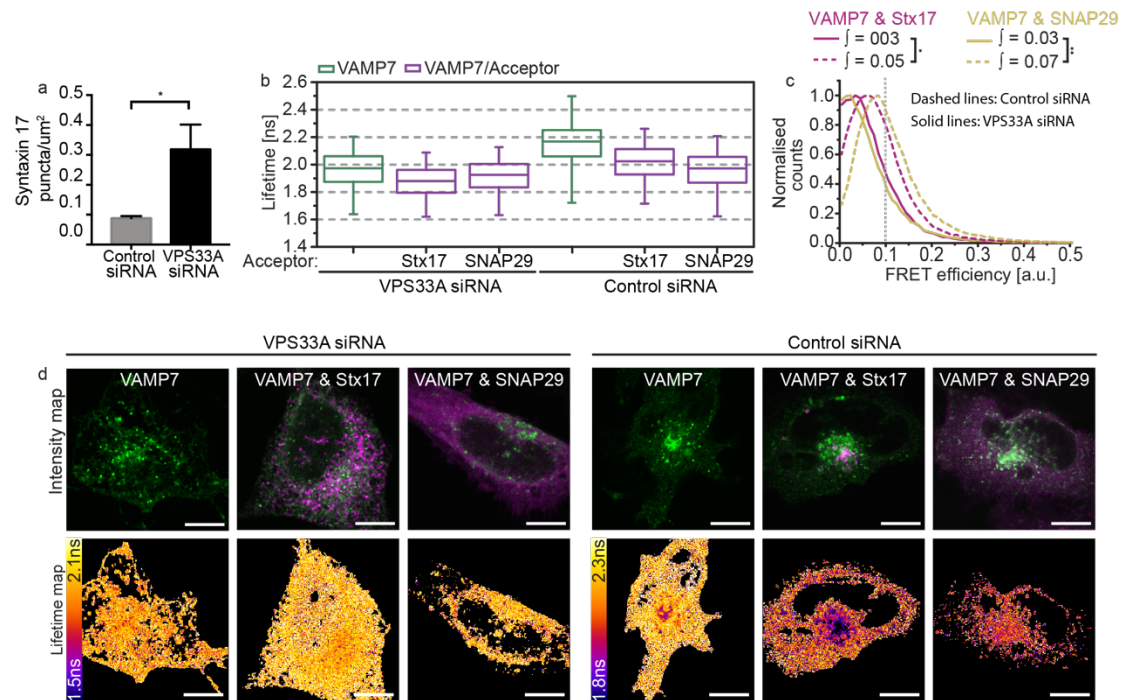 VAMP7 & Stx17
∫ = 003
∫ = 0.05
] *
VAMP7 & SNAP29
∫ = 0.03
∫ = 0.07
a
Syntaxin 17
puncta/um²
0.5
0.4
0.3
0.2
0.1
0.0
*
Control
siRNA
VPS33A
siRNA
b
VAMP7
VAMP7/Acceptor
Lifetime [ns]
2.6
2.4
2.2
2.0
1.8
1.6
1.4
Acceptor:
Stx17
SNAP29
Stx17
SNAP29
VPS33A siRNA
Control siRNA
c
Dashed lines: Control siRNA
Solid lines: VPS33A siRNA
Normalised
counts
1.0
0.8
0.6
0.4
0.2
0.0
0.0
0.1
0.2
0.3
0.4
0.5
FRET efficiency [a.u.]
VPS33A siRNA
Control siRNA
d
Intensity map
VAMP7
VAMP7 & Stx17
VAMP7 & SNAP29
VAMP7
VAMP7 & Stx17
VAMP7 & SNAP29
Lifetime map
2.1ns
1.5ns
2.3ns
1.8ns